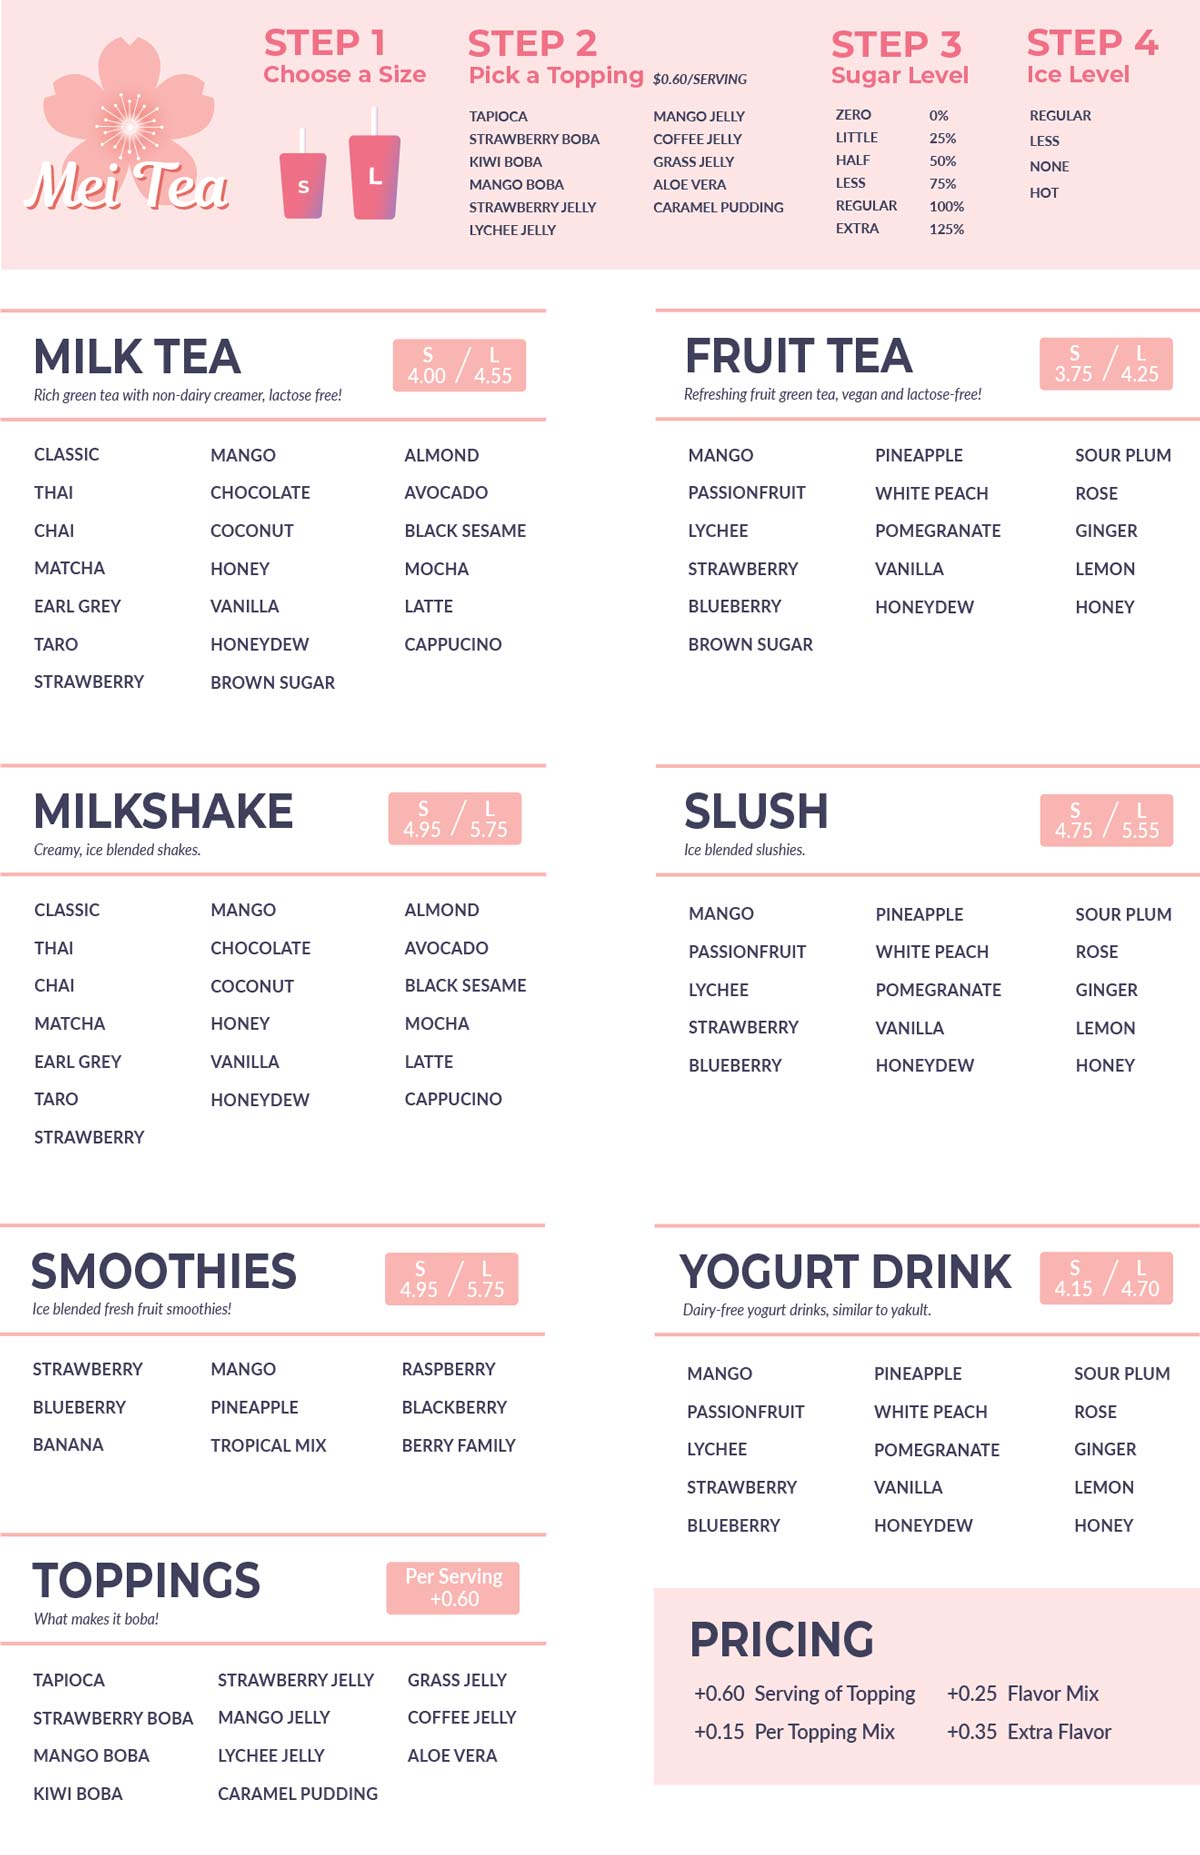 Mei Tea
STEP 1
Choose a Size
S
L
STEP 2
Pick a Topping $0.60/SERVING
TAPIOCA
STRAWBERRY BOBA
KIWI BOBA
MANGO BOBA
STRAWBERRY JELLY
LYCHEE JELLY
MANGO JELLY
COFFEE JELLY
GRASS JELLY
ALOE VERA
CARAMEL PUDDING
STEP 3
Sugar Level
ZERO 0%
LITTLE 25%
HALF 50%
LESS 75%
REGULAR 100%
EXTRA 125%
STEP 4
Ice Level
REGULAR
LESS
NONE
HOT
MILK TEA
Rich green tea with non-dairy creamer, lactose free!
S / L
4.00 / 4.55
CLASSIC
THAI
CHAI
MATCHA
EARL GREY
TARO
STRAWBERRY
MANGO
CHOCOLATE
COCONUT
HONEY
VANILLA
HONEYDEW
BROWN SUGAR
ALMOND
AVOCADO
BLACK SESAME
MOCHA
LATTE
CAPPUCINO
FRUIT TEA
Refreshing fruit green tea, vegan and lactose-free!
S / L
3.75 / 4.25
MANGO
PASSIONFRUIT
LYCHEE
STRAWBERRY
BLUEBERRY
BROWN SUGAR
PINEAPPLE
WHITE PEACH
POMEGRANATE
VANILLA
HONEYDEW
SOUR PLUM
ROSE
GINGER
LEMON
HONEY
MILKSHAKE
Creamy, ice blended shakes.
S / L
4.95 / 5.75
CLASSIC
THAI
CHAI
MATCHA
EARL GREY
TARO
STRAWBERRY
MANGO
CHOCOLATE
COCONUT
HONEY
VANILLA
HONEYDEW
ALMOND
AVOCADO
BLACK SESAME
MOCHA
LATTE
CAPPUCINO
SLUSH
Ice blended slushies.
S / L
4.75 / 5.55
MANGO
PASSIONFRUIT
LYCHEE
STRAWBERRY
BLUEBERRY
PINEAPPLE
WHITE PEACH
POMEGRANATE
VANILLA
HONEYDEW
SOUR PLUM
ROSE
GINGER
LEMON
HONEY
SMOOTHIES
Ice blended fresh fruit smoothies!
S / L
4.95 / 5.75
STRAWBERRY
BLUEBERRY
BANANA
MANGO
PINEAPPLE
TROPICAL MIX
RASPBERRY
BLACKBERRY
BERRY FAMILY
YOGURT DRINK
Dairy-free yogurt drinks, similar to yakult.
S / L
4.15 / 4.70
MANGO
PASSIONFRUIT
LYCHEE
STRAWBERRY
BLUEBERRY
PINEAPPLE
WHITE PEACH
POMEGRANATE
VANILLA
HONEYDEW
SOUR PLUM
ROSE
GINGER
LEMON
HONEY
TOPPINGS
What makes it boba!
Per Serving
+0.60
TAPIOCA
STRAWBERRY BOBA
MANGO BOBA
KIWI BOBA
STRAWBERRY JELLY
MANGO JELLY
LYCHEE JELLY
CARAMEL PUDDING
GRASS JELLY
COFFEE JELLY
ALOE VERA
PRICING
+0.60 Serving of Topping
+0.15 Per Topping Mix
+0.25 Flavor Mix
+0.35 Extra Flavor